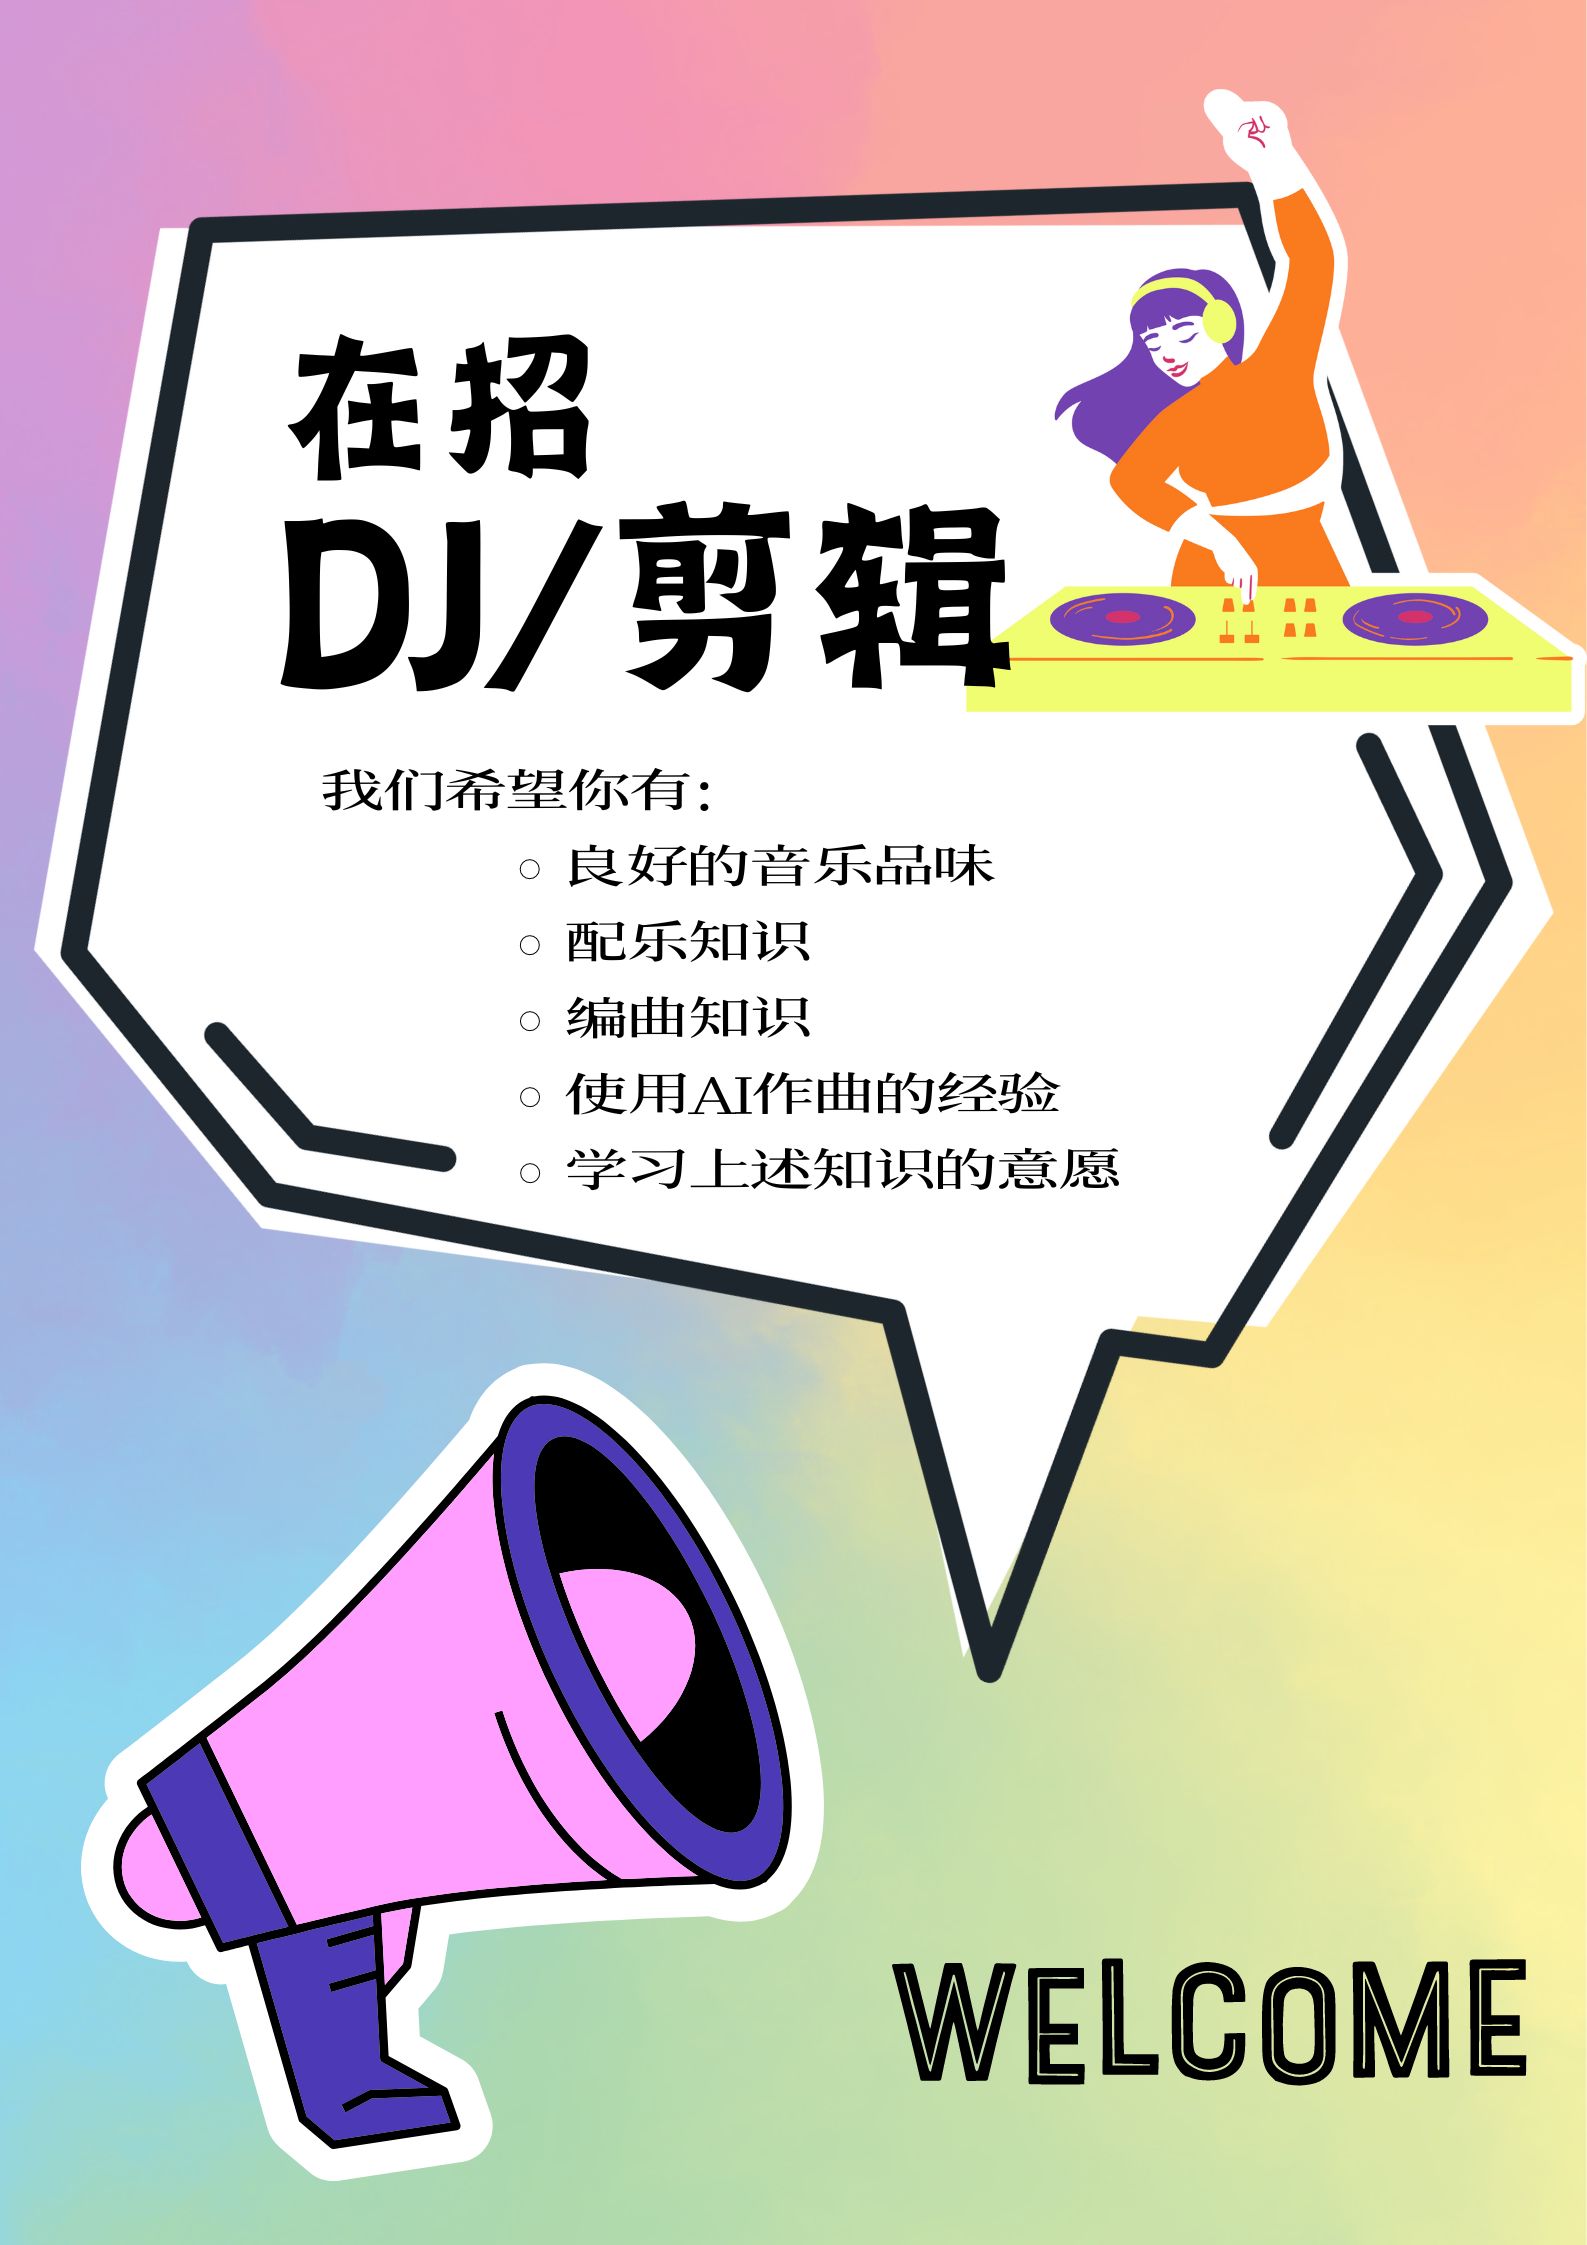 在招
DJ/剪辑
我们希望你有：
良好的音乐品味
配乐知识
编曲知识
使用AI作曲的经验
学习上述知识的意愿
WELCOME